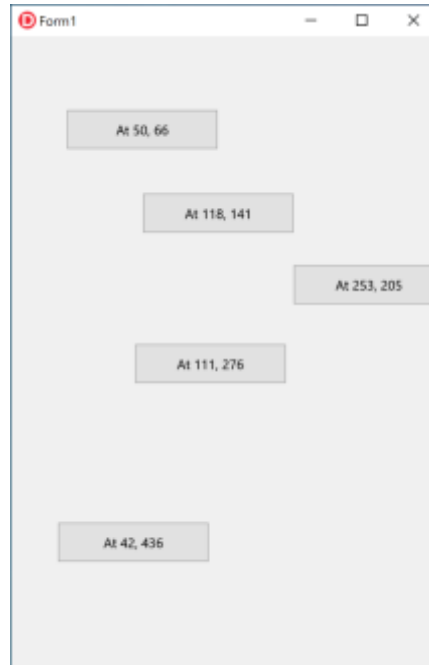 Form1
At 50, 66
At 118, 141
At 253, 205
At 111, 276
At 42, 436